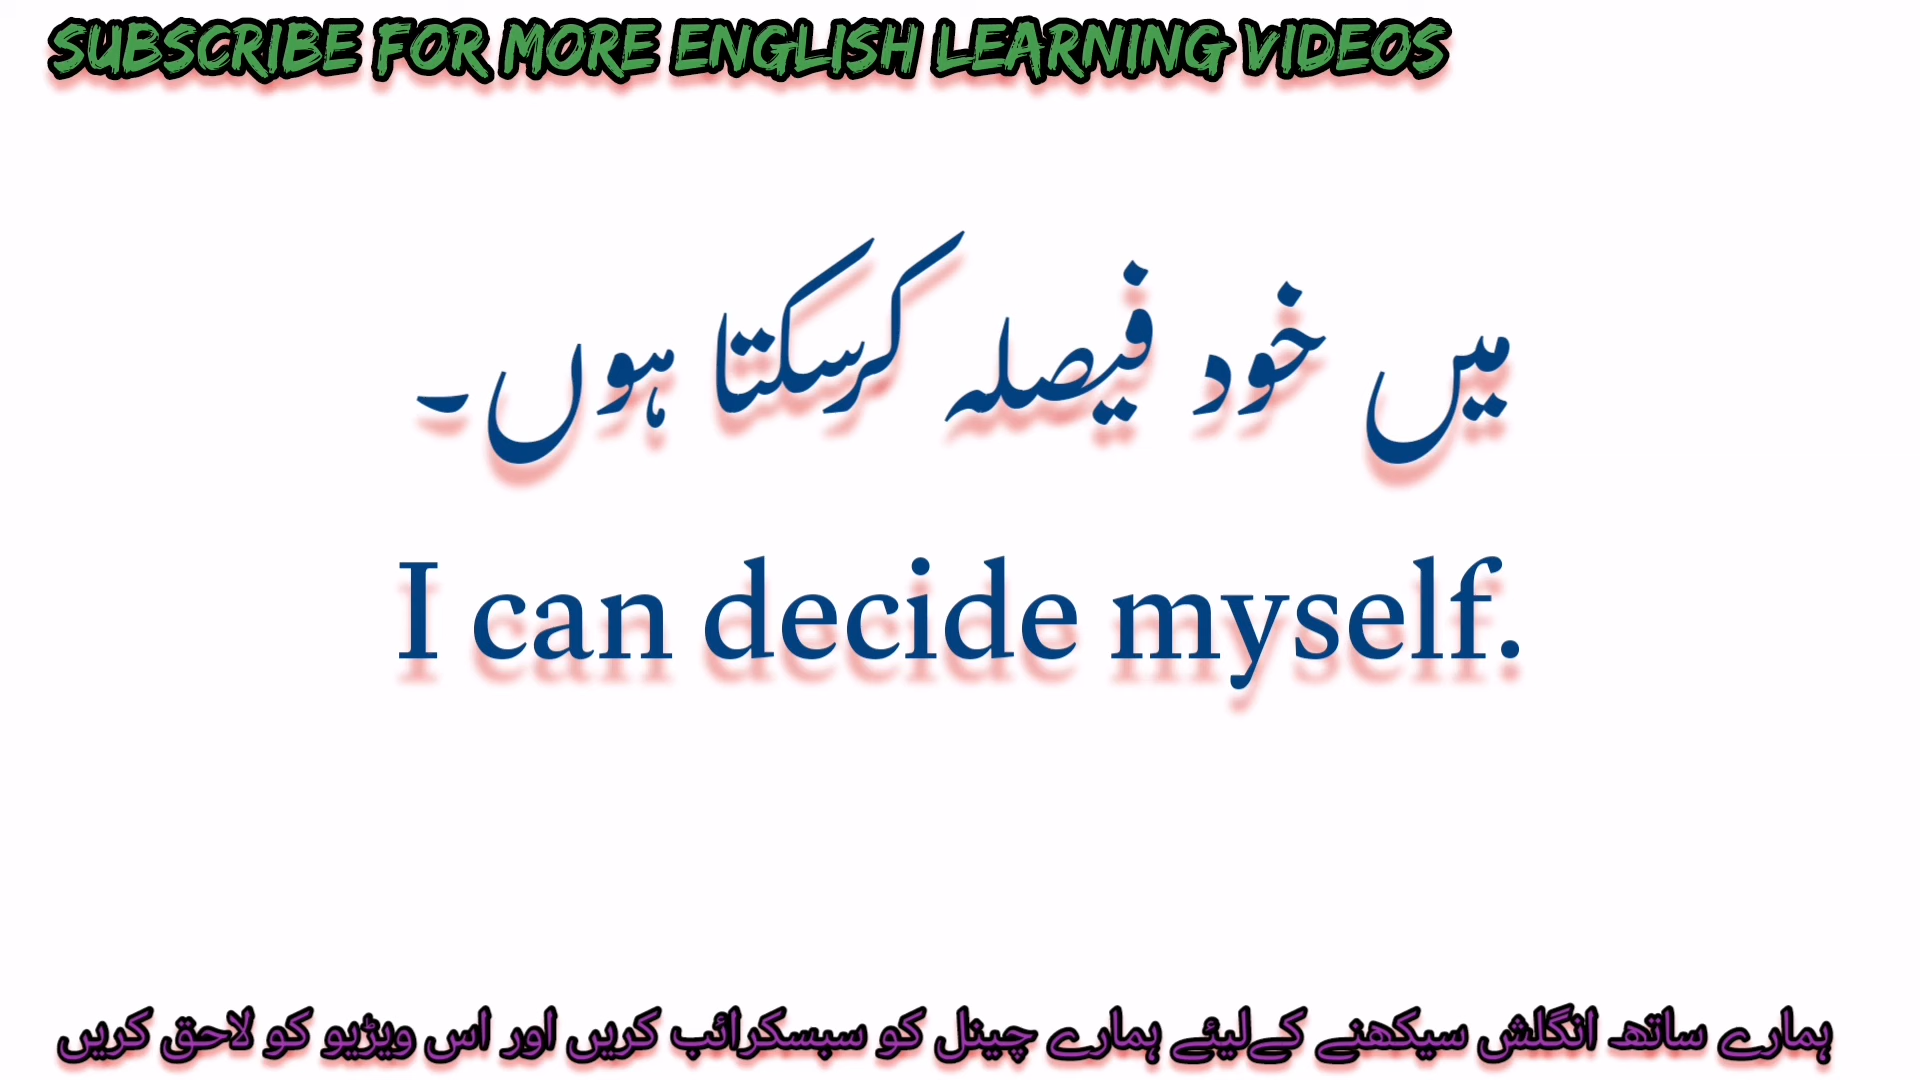 SUBSCRIBE FOR MORE ENGLISH LEARNING VIDEOS
میں خود فیصلہ کرسکتا ہوں۔
I can decide myself.
ہمارے ساتھ انگلش سیکھنے کےلیئے ہمارے چینل کو سبسکرائب کریں اور اس ویڑیو کو لاحق کریں